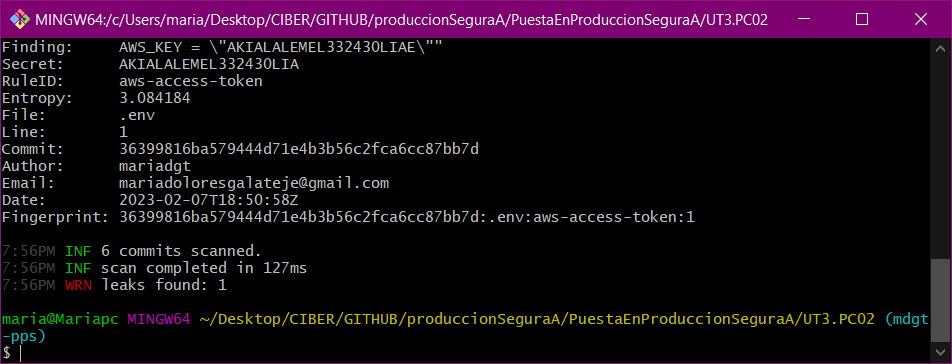 MINGW64:/c/Users/maria/Desktop/CIBER/GITHUB/produccionSeguraA/PuestaEnProduccionSeguraA/UT3.PC02
Finding:     AWS_KEY = \"AKIALALEMEL33243OLIAE\""
Secret:      AKIALALEMEL33243OLIA
RuleID:      aws-access-token
Entropy:     3.084184
File:        .env
Line:        1
Commit:      36399816ba579444d71e4b3b56c2fca6cc87bb7d
Author:      mariadgt
Email:       mariadoloresgalateje@gmail.com
Date:        2023-02-07T18:50:58Z
Fingerprint: 36399816ba579444d71e4b3b56c2fca6cc87bb7d:.env:aws-access-token:1
7:56PM INF 6 commits scanned.
7:56PM INF scan completed in 127ms
7:56PM WRN leaks found: 1
maria@Mariapc MINGW64 ~/Desktop/CIBER/GITHUB/produccionSeguraA/PuestaEnProduccionSeguraA/UT3.PC02 (mdgt
-pps)
$